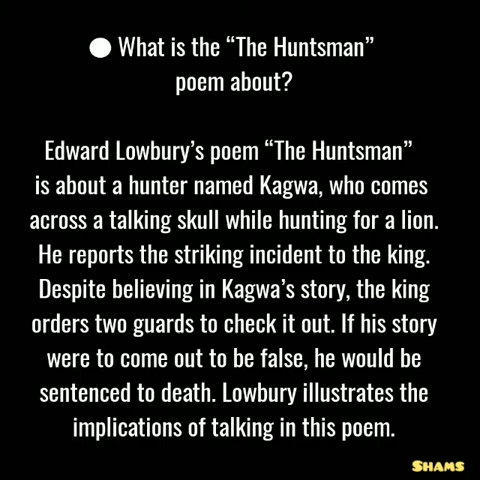 ● What is the “The Huntsman”
poem about?
Edward Lowbury’s poem “The Huntsman”
is about a hunter named Kagwa, who comes
across a talking skull while hunting for a lion.
He reports the striking incident to the king.
Despite believing in Kagwa’s story, the king
orders two guards to check it out. If his story
were to come out to be false, he would be
sentenced to death. Lowbury illustrates the
implications of talking in this poem.
Shams